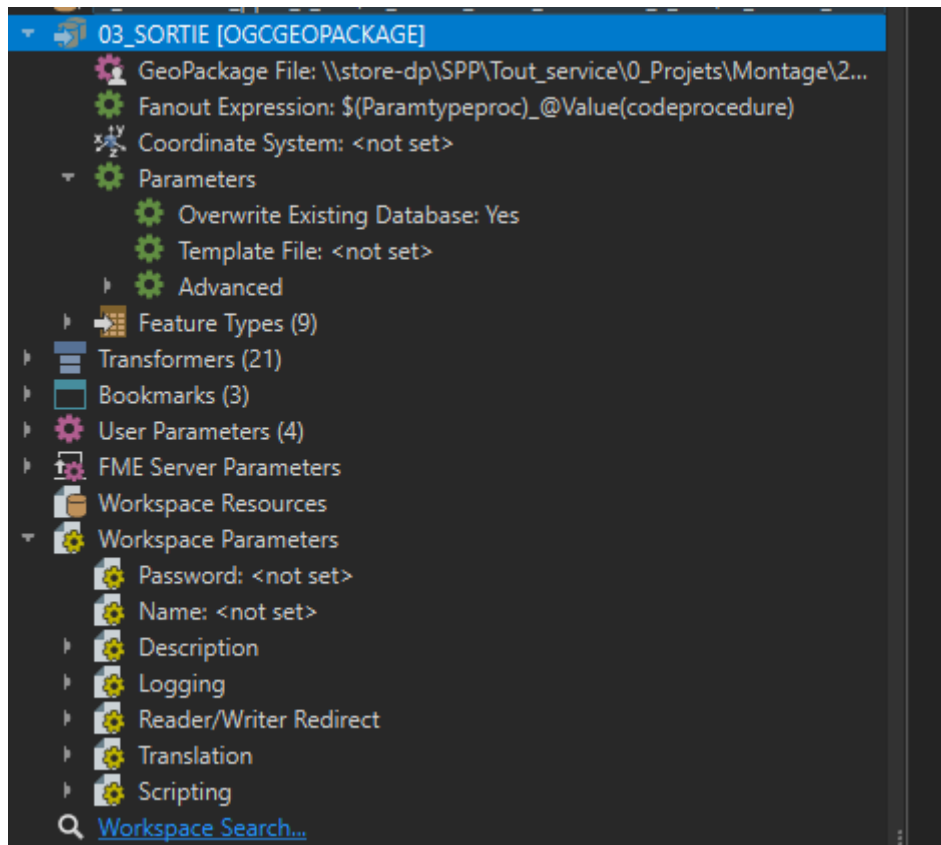 03_SORTIE [OGCGEOPACKAGE]
GeoPackage File: \\store-dp\SPP\Tout_service\0_Projets\Montage\2...
Fanout Expression: $(Paramtypeproc)_@Value(codeprocedure)
Coordinate System: <not set>
Parameters
Overwrite Existing Database: Yes
Template File: <not set>
Advanced
Feature Types (9)
Transformers (21)
Bookmarks (3)
User Parameters (4)
FME Server Parameters
Workspace Resources
Workspace Parameters
Password: <not set>
Name: <not set>
Description
Logging
Reader/Writer Redirect
Translation
Scripting
Workspace Search...